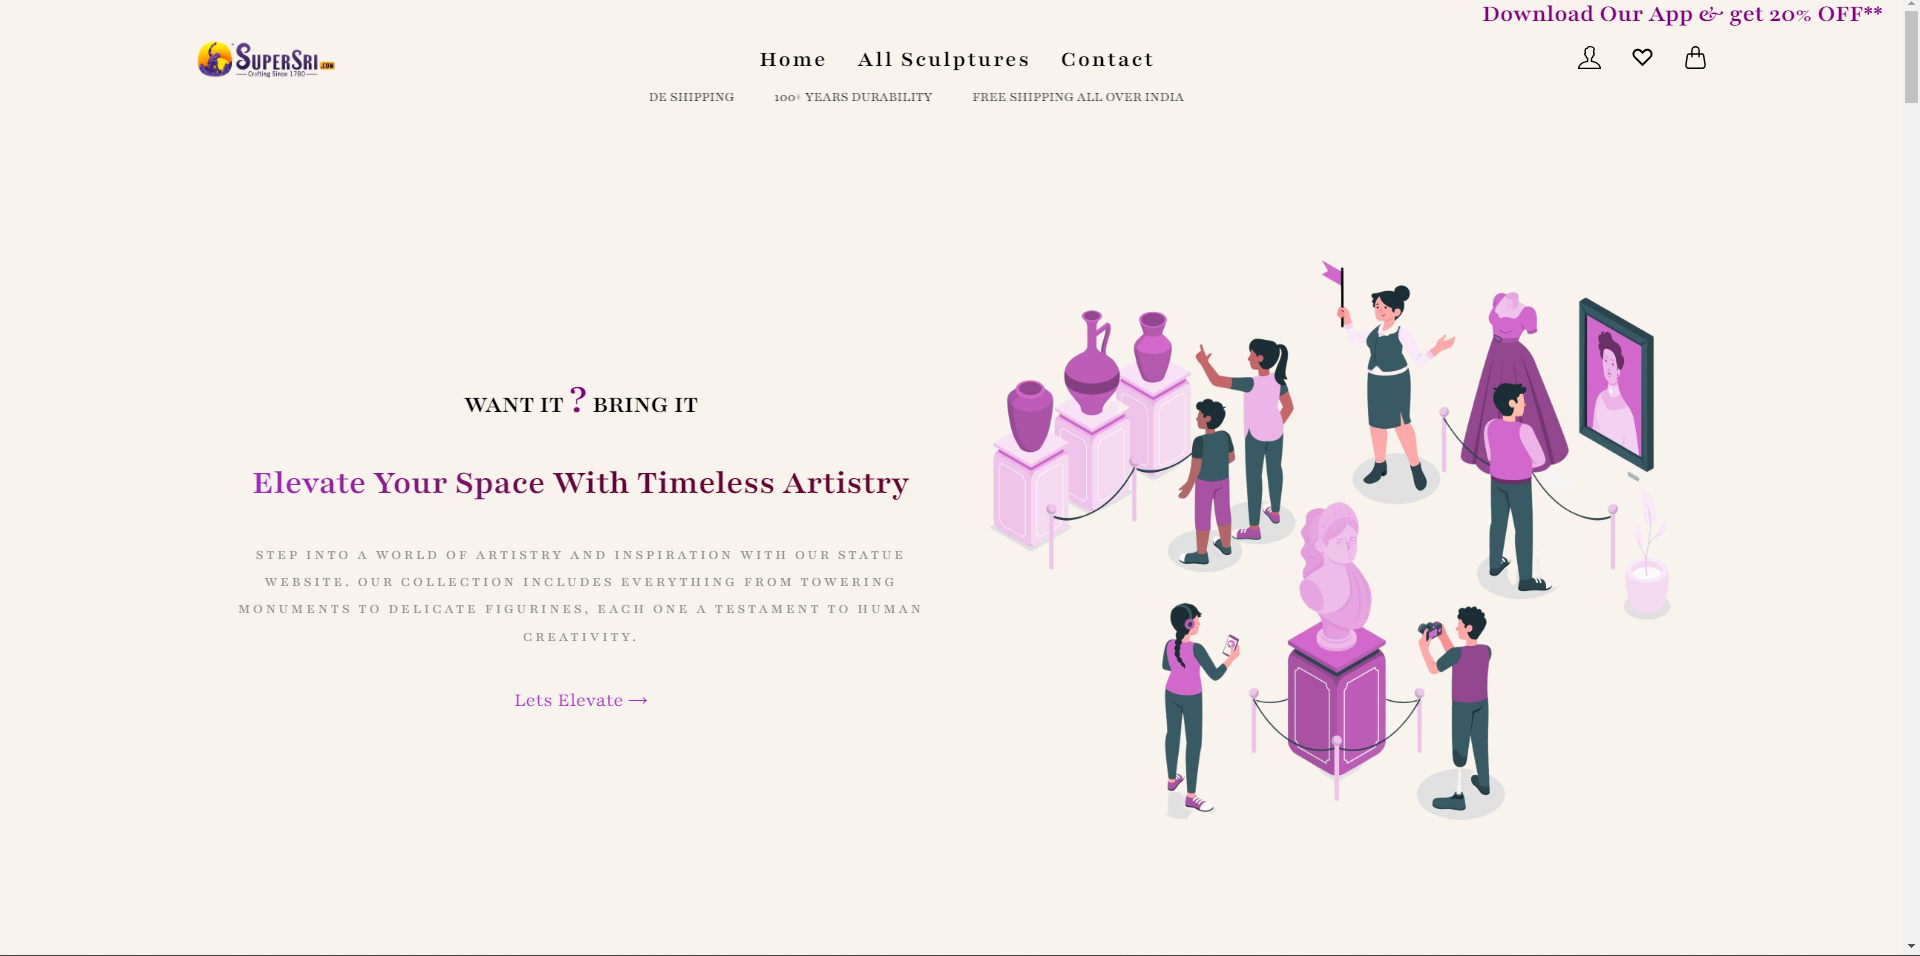 Download Our App & get 20% OFF**
SUPERSRI.COM
Crafting Since 1780
Home All Sculptures Contact
DE SHIPPING 100+ YEARS DURABILITY FREE SHIPPING ALL OVER INDIA
WANT IT ? BRING IT
Elevate Your Space With Timeless Artistry
STEP INTO A WORLD OF ARTISTRY AND INSPIRATION WITH OUR STATUE
WEBSITE. OUR COLLECTION INCLUDES EVERYTHING FROM TOWERING
MONUMENTS TO DELICATE FIGURINES, EACH ONE A TESTAMENT TO HUMAN
CREATIVITY.
Lets Elevate →